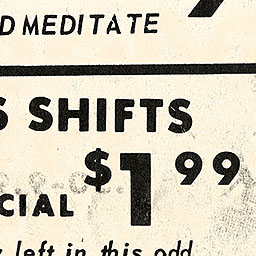 D MEDITATE
S SHIFTS
$1 99
CIAL
left in this odd